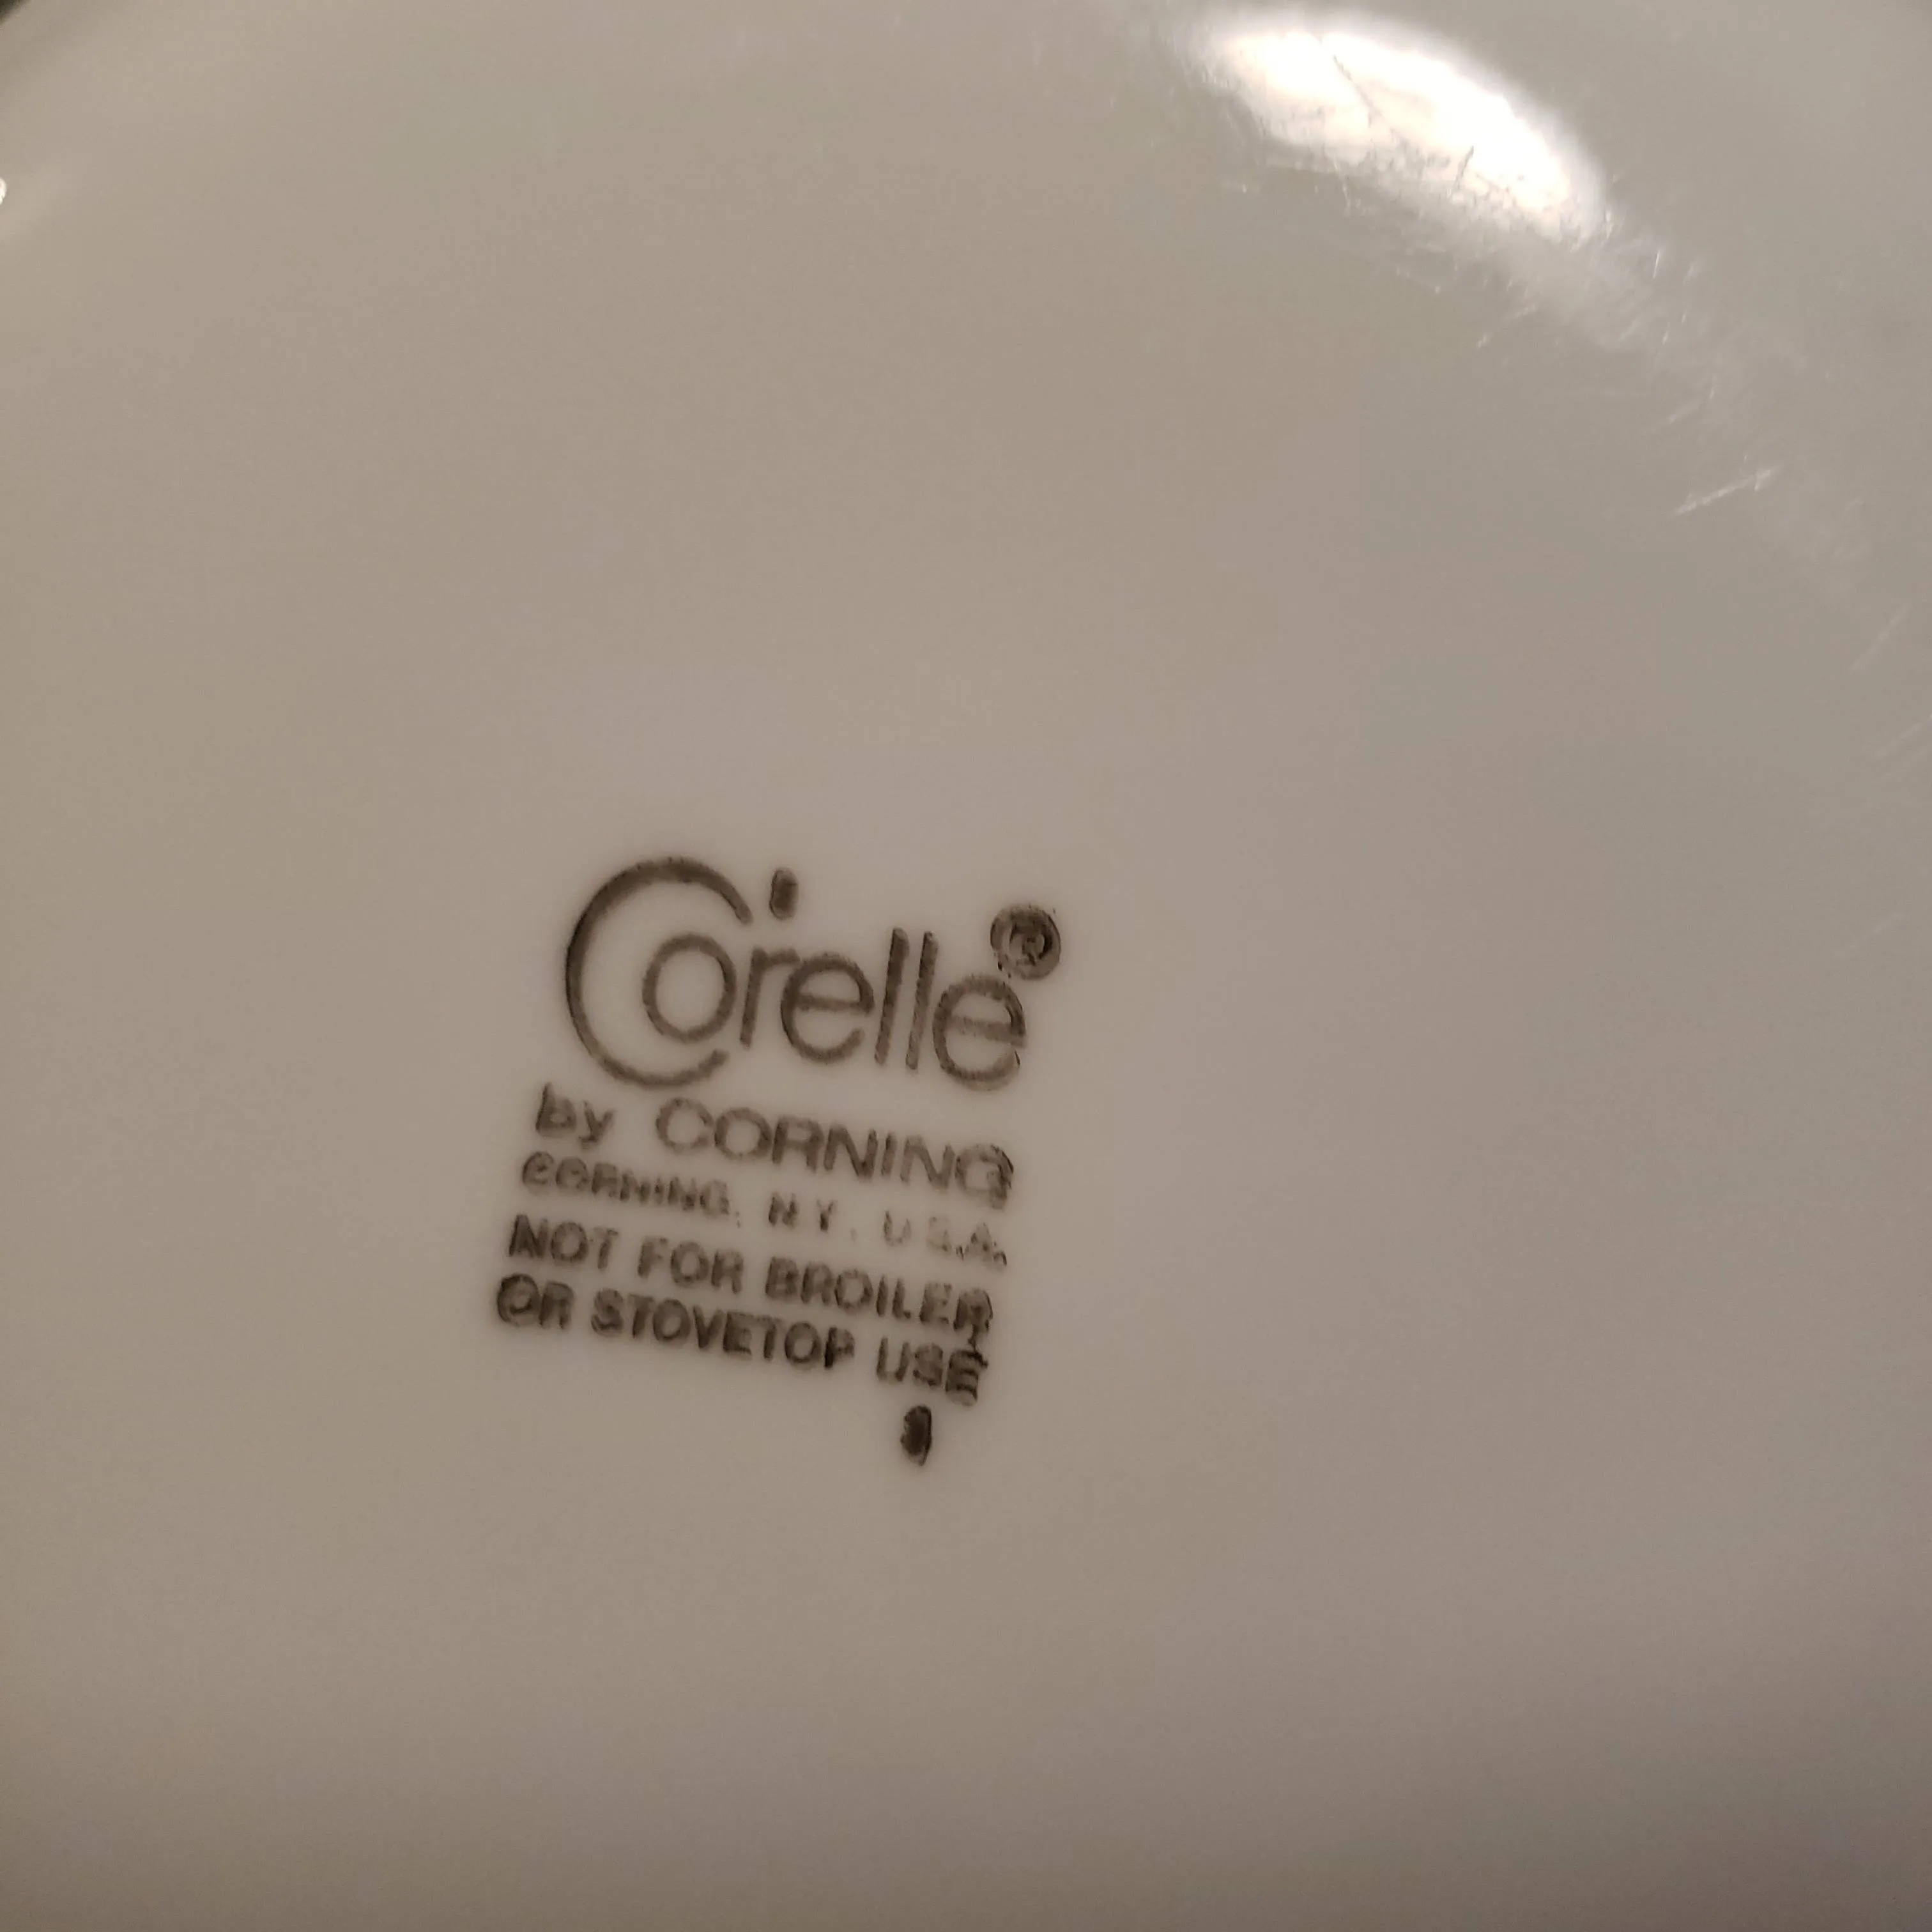 Corelle®
by CORNING
CORNING, N.Y., U.S.A.
NOT FOR BROILER
OR STOVETOP USE